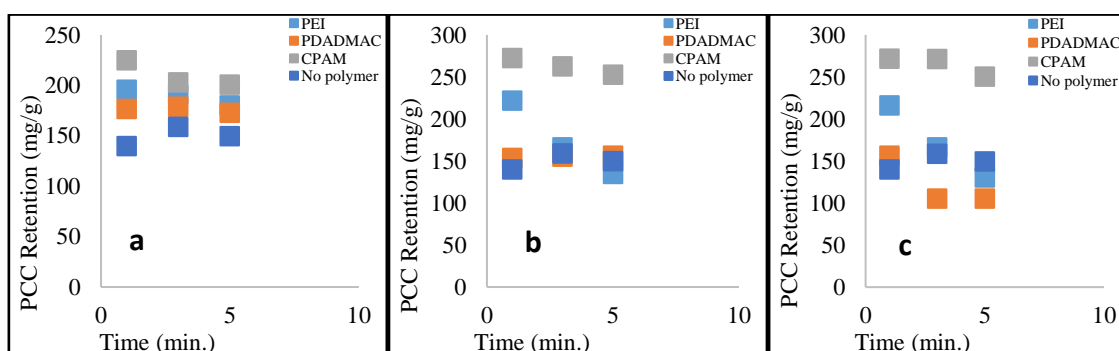 PEI
PDADMAC
CPAM
No polymer
PCC Retention (mg/g)
250
200
150
100
50
0
a
0 5 10
Time (min.)
PEI
PDADMAC
CPAM
No polymer
PCC Retention (mg/g)
300
250
200
150
100
50
0
b
0 5 10
Time (min.)
PEI
PDADMAC
CPAM
No polymer
PCC Retention (mg/g)
300
250
200
150
100
50
0
c
0 5 10
Time (min.)